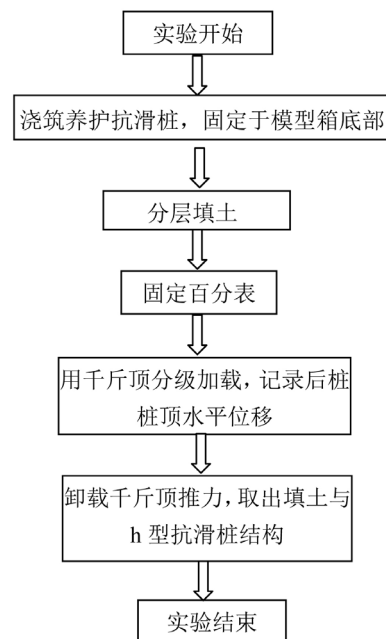 实验开始
浇筑养护抗滑桩，固定于模型箱底部
分层填土
固定百分表
用千斤顶分级加载，记录后桩
桩顶水平位移
卸载千斤顶推力，取出填土与
h 型抗滑桩结构
实验结束